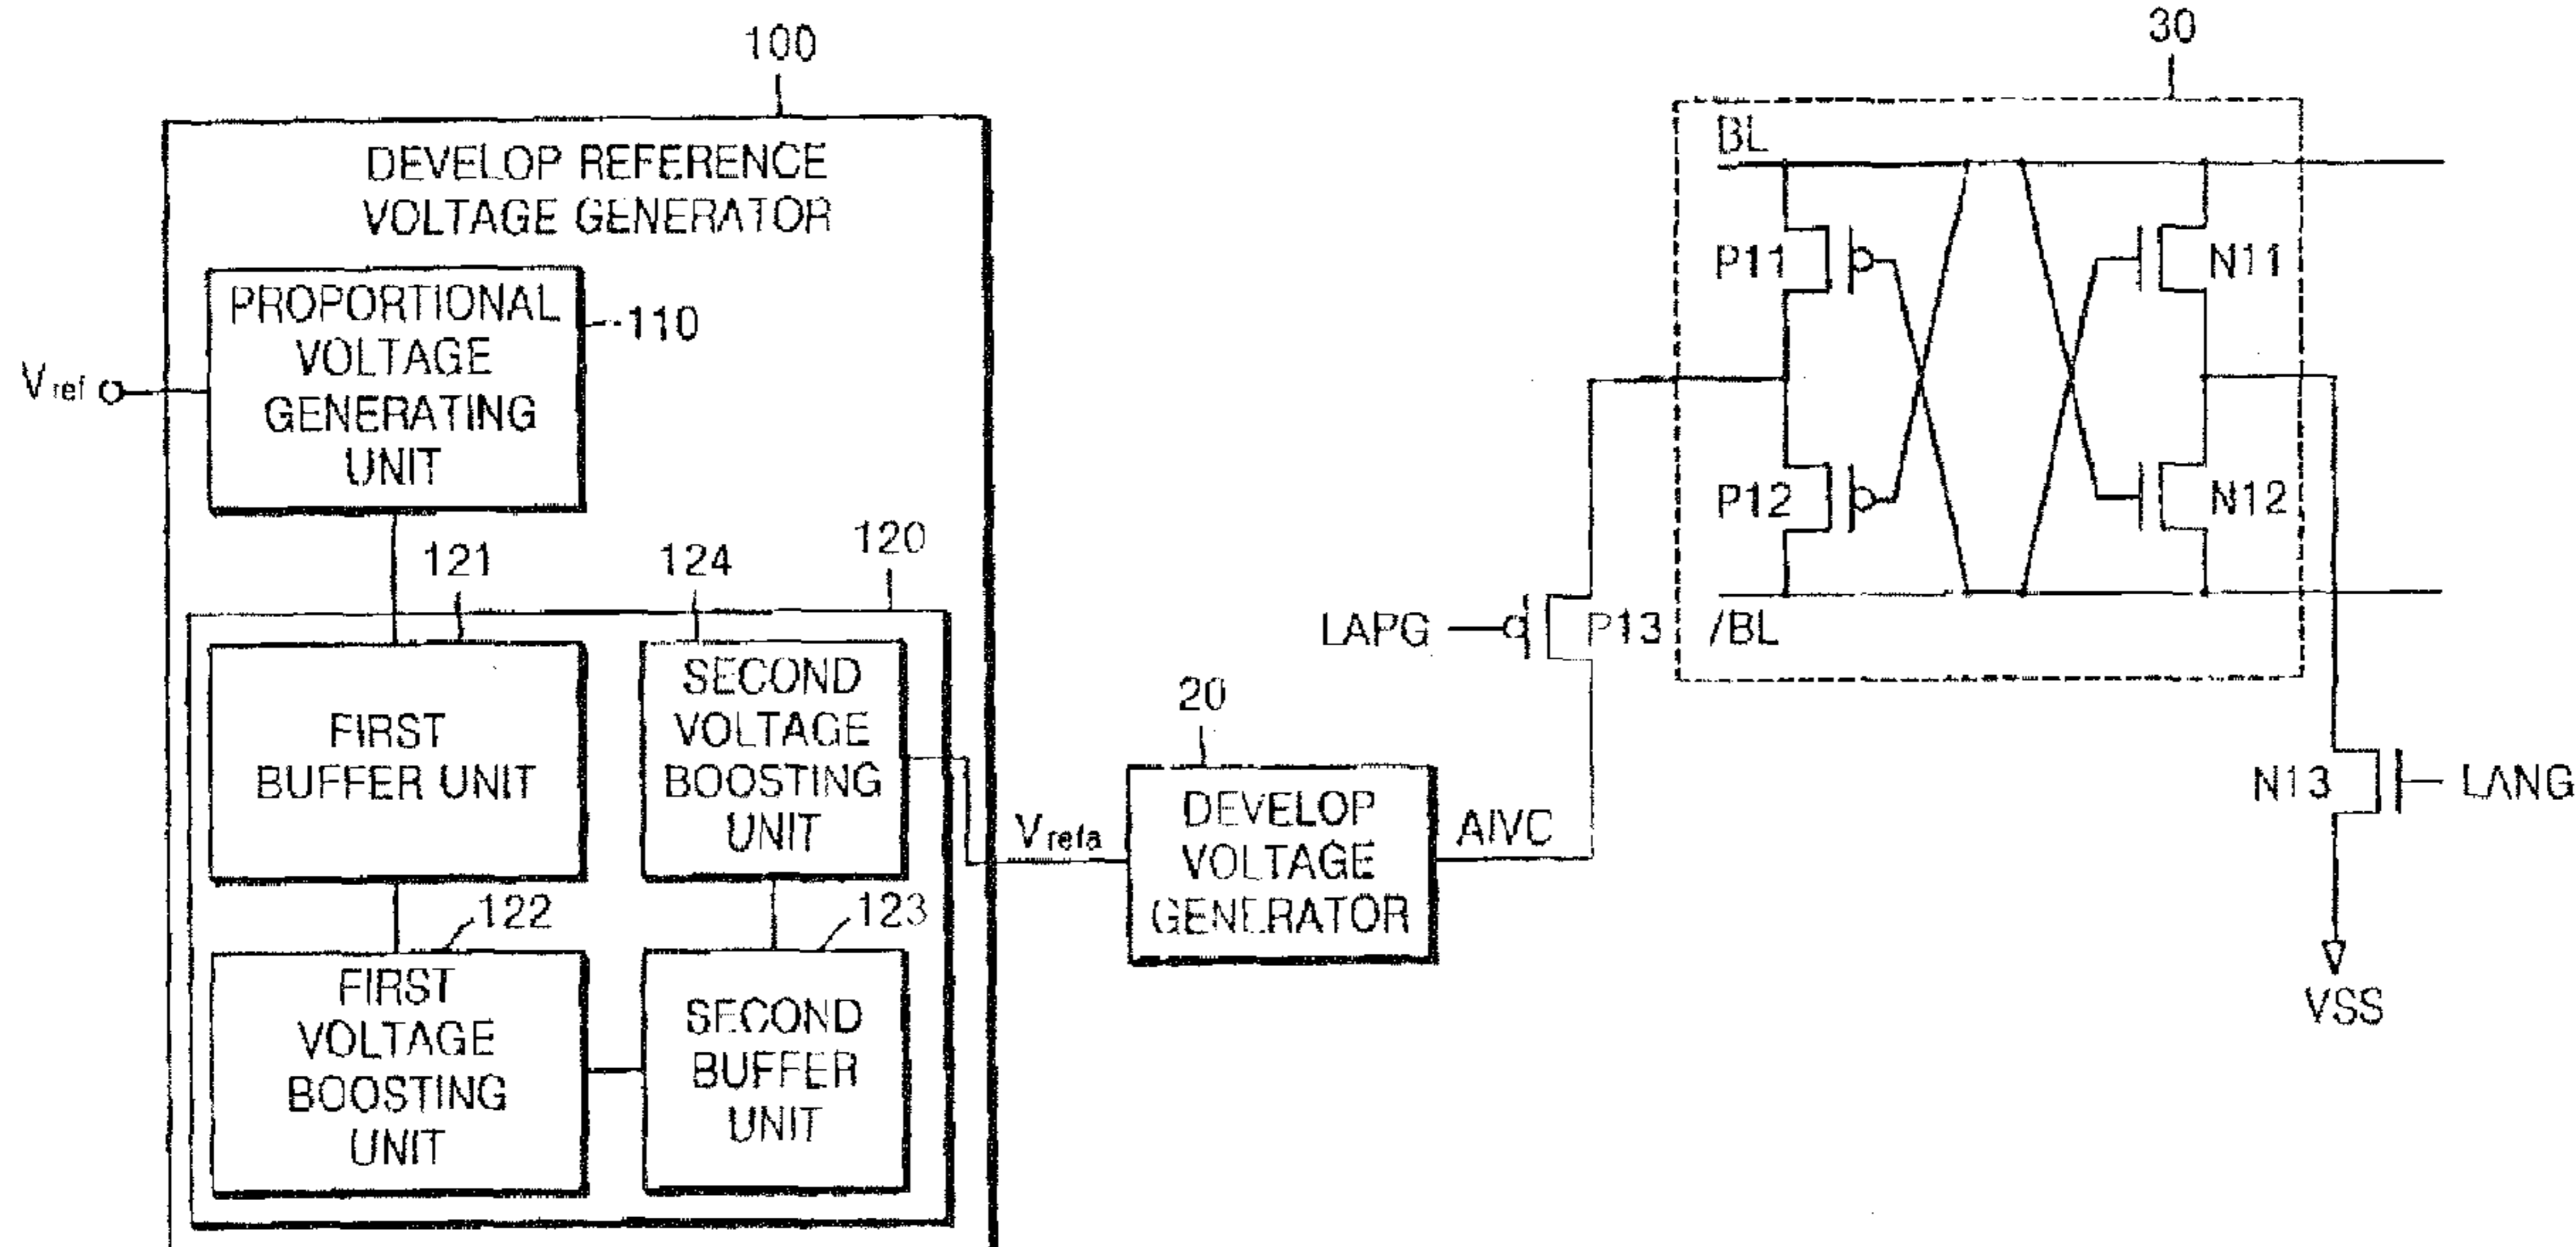 100
DEVELOP REFERENCE
VOLTAGE GENERATOR
PROPORTIONAL
VOLTAGE
GENERATING
UNIT
110
Vref
120
121
124
FIRST
BUFFER UNIT
SECOND
VOLTAGE
BOOSTING
UNIT
122
123
FIRST
VOLTAGE
BOOSTING
UNIT
SECOND
BUFFER
UNIT
Vrefa
20
DEVELOP
VOLTAGE
GENERATOR
AIVC
LAPG
P13
30
BL
P11
N11
P12
N12
/BL
N13
LANG
VSS